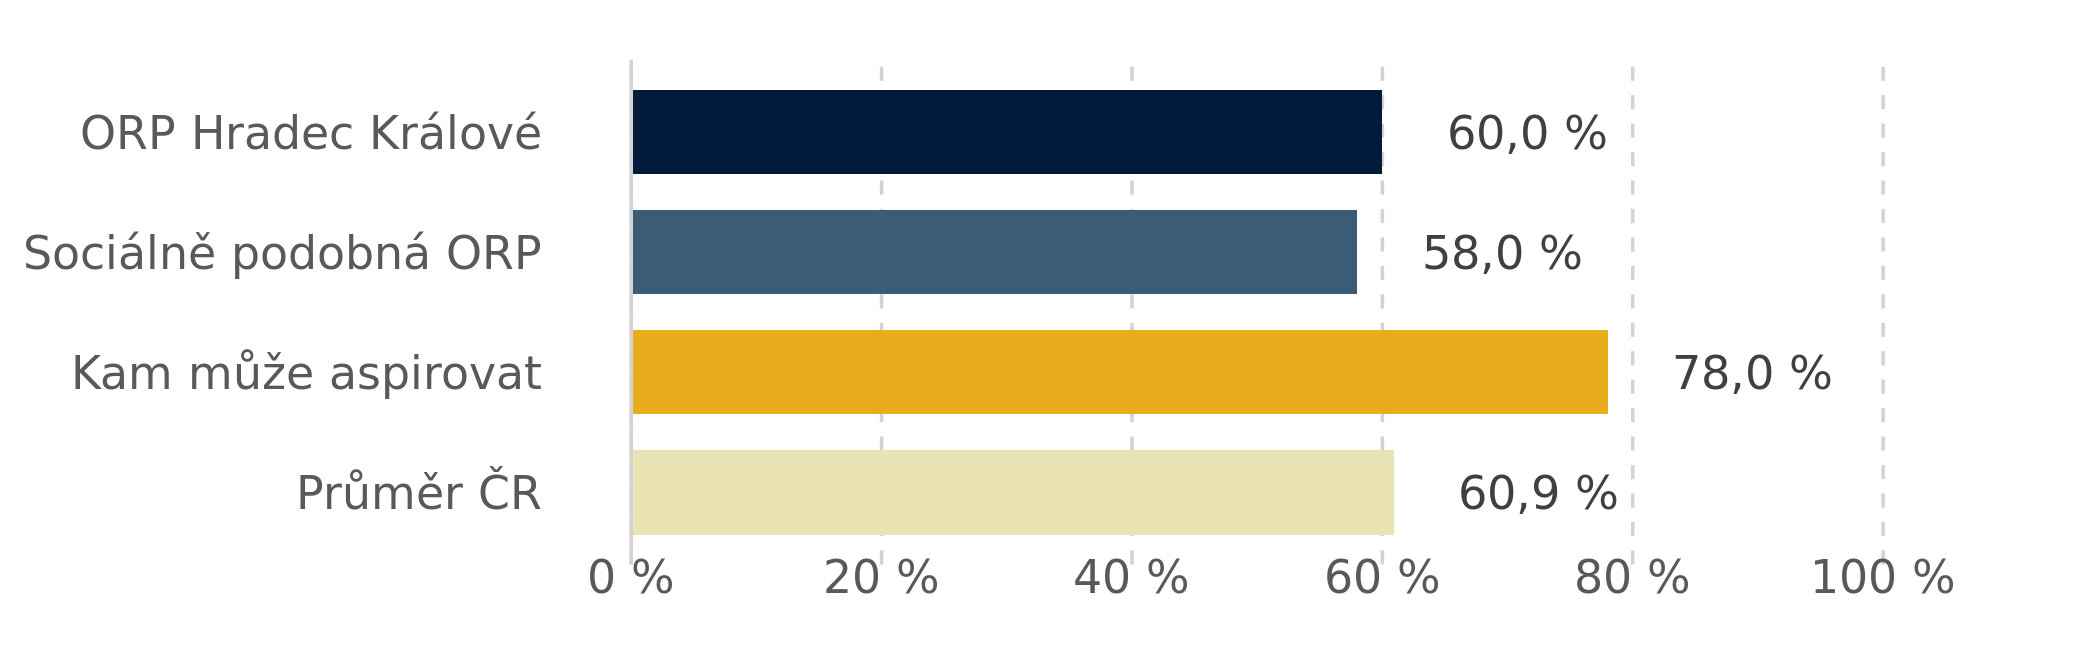 ORP Hradec Králové 60,0 %
Sociálně podobná ORP 58,0 %
Kam může aspirovat 78,0 %
Průměr ČR 60,9 %
0 % 20 % 40 % 60 % 80 % 100 %